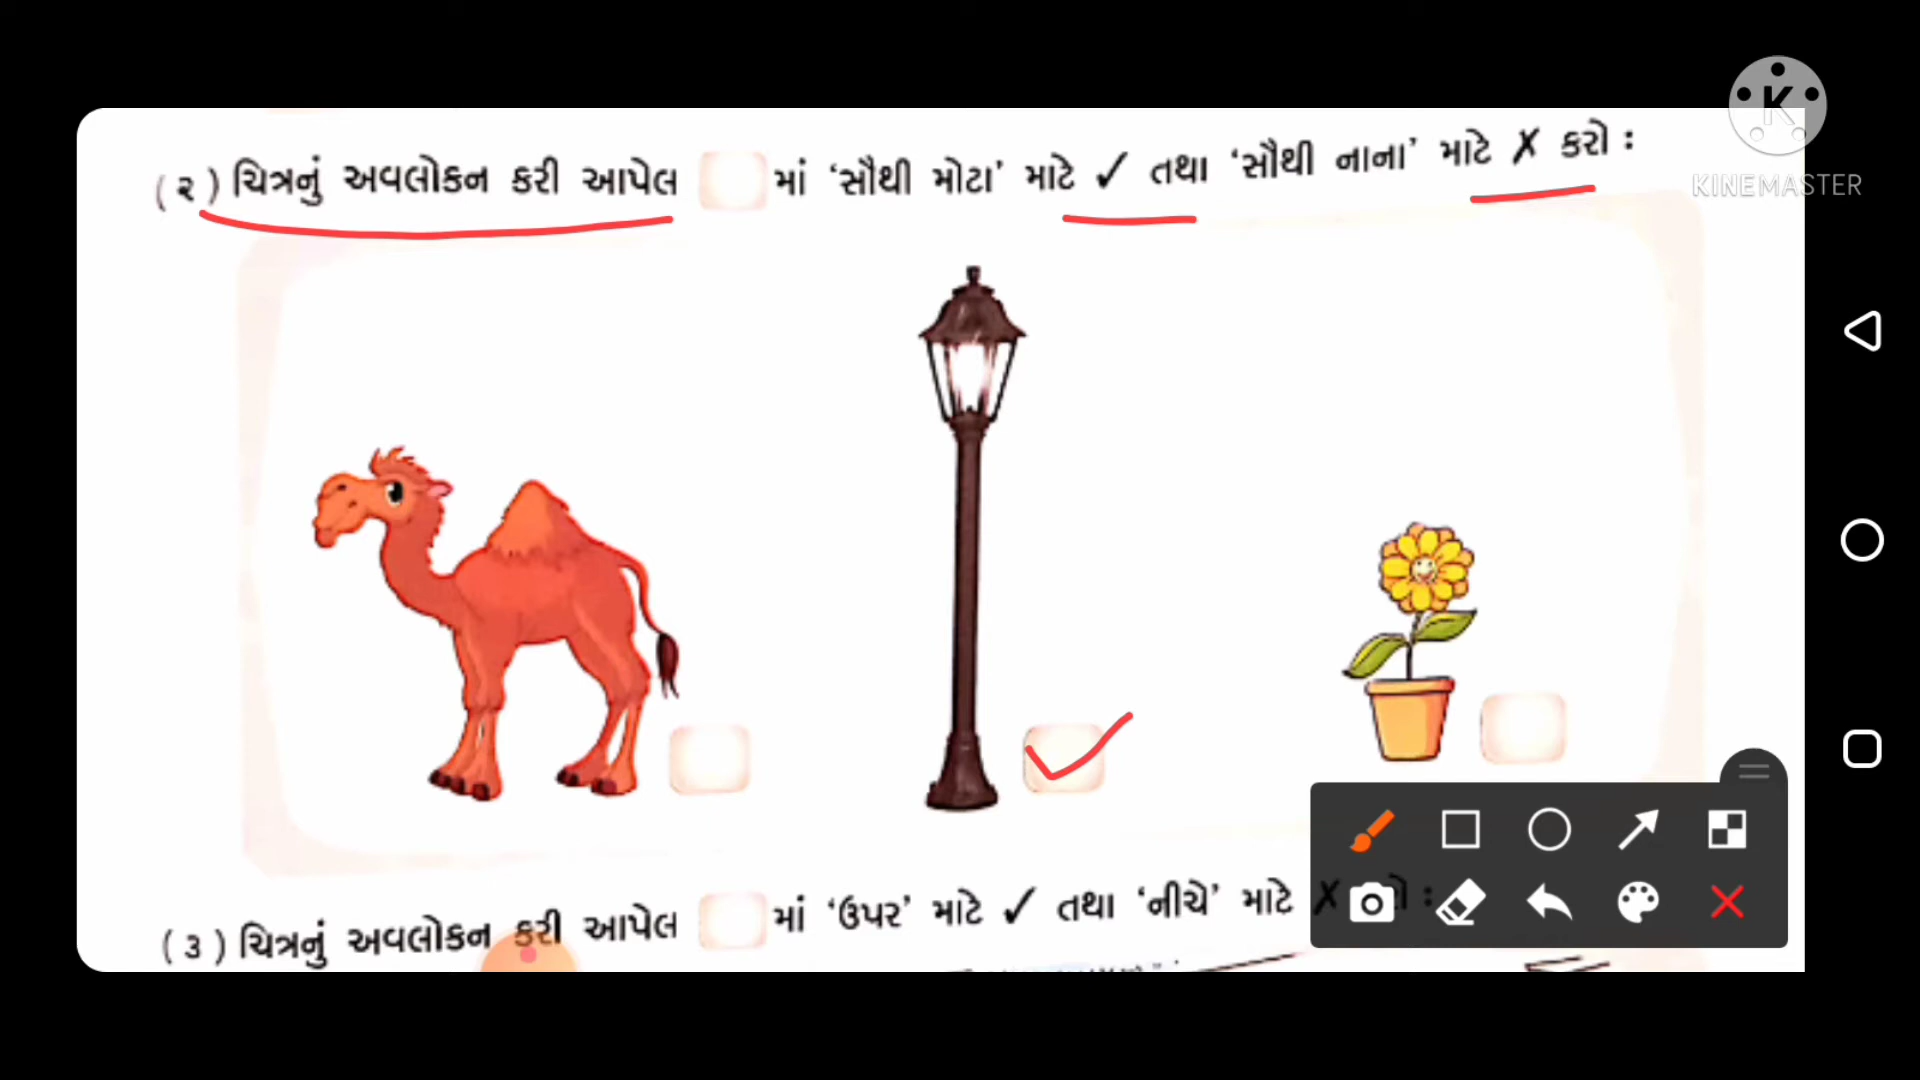 (૨) ચિત્રનું અવલોકન કરી આપેલ માં ‘સૌથી મોટા’ માટે ✓ તથા ‘સૌથી નાના’ માટે ✗ કરો :
K
KINEMASTER
(૩) ચિત્રનું અવલોકન કરી આપેલ માં ‘ઉપર’ માટે ✓ તથા ‘નીચે’ માટે ✗